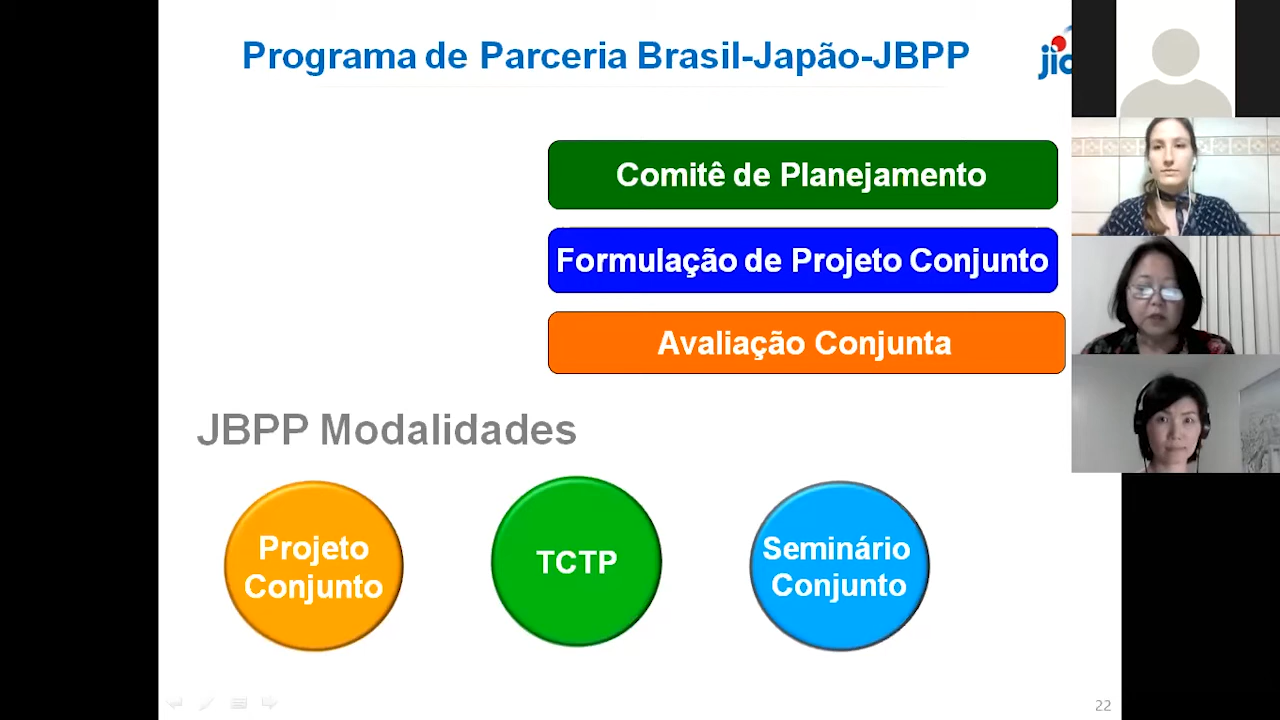 Programa de Parceria Brasil-Japão-JBPP
Comitê de Planejamento
Formulação de Projeto Conjunto
Avaliação Conjunta
JBPP Modalidades
Projeto
Conjunto
TCTP
Seminário
Conjunto
22